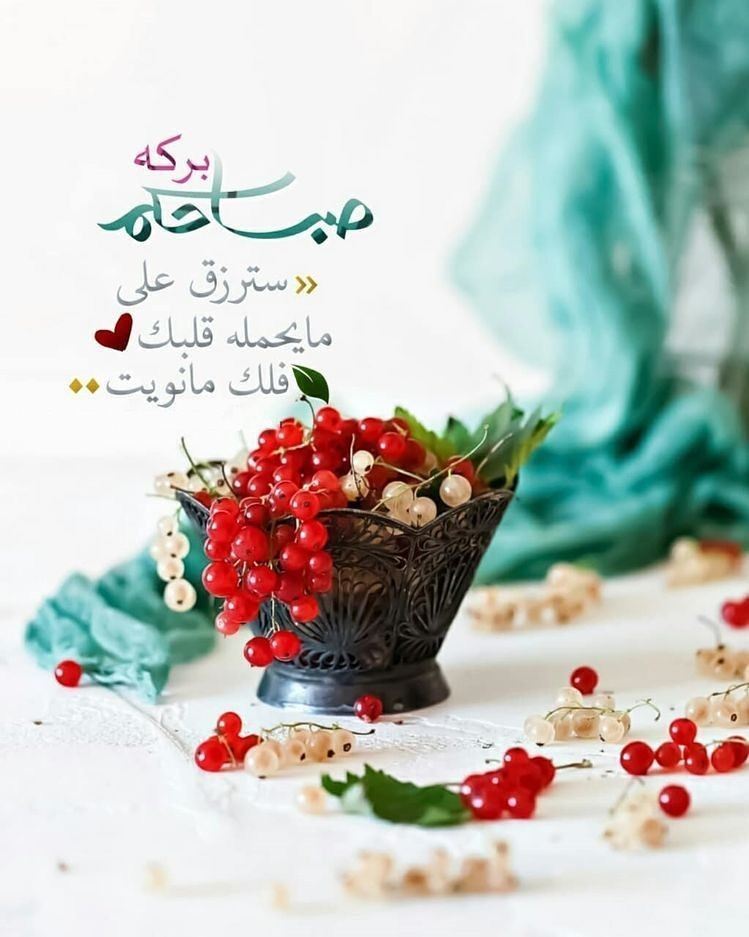 صباحكم
بركه
« سترزق على
مايحمله قلبك
فلك مانويت